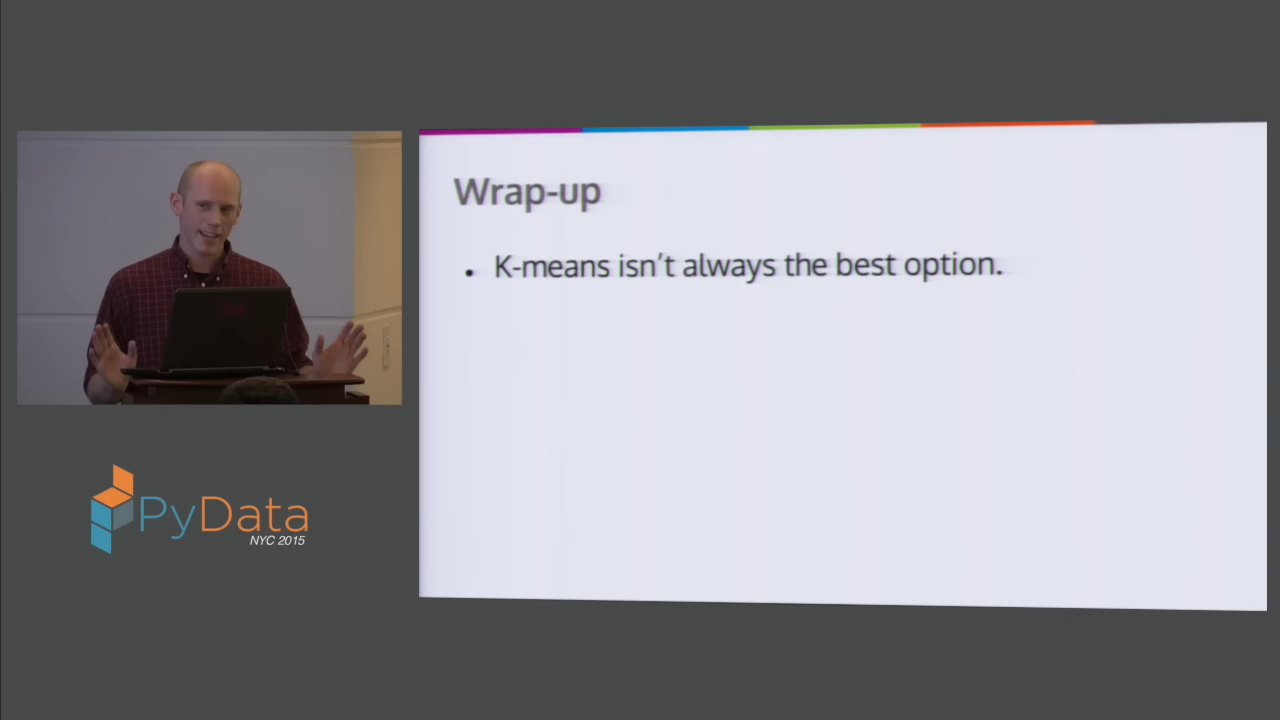 Wrap-up
• K-means isn't always the best option.
PyData
NYC 2015